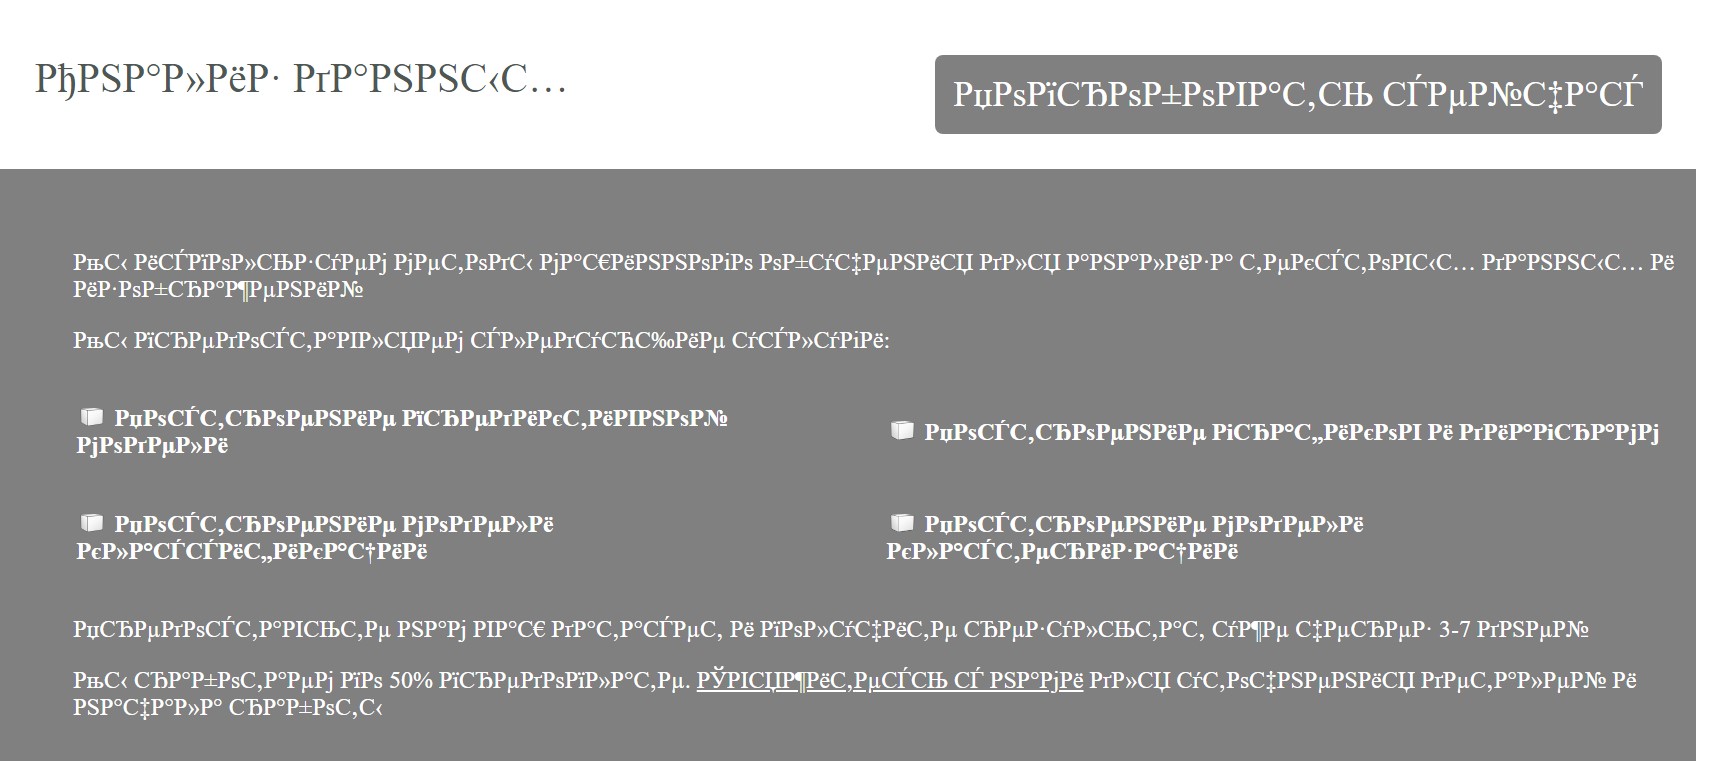 РђРЅР°Р»РёР· РґР°РЅРЅС‹С…
РџРѕРїСЂРѕР±РѕРІР°С‚СЊ СЃРµР№С‡Р°СЃ
РњС‹ РёСЃРїРѕР»СЊР·СѓРµРј РјРµС‚РѕРґС‹ РјР°С€РёРЅРЅРѕРіРѕ РѕР±СѓС‡РµРЅРёСЏ РґР»СЏ Р°РЅР°Р»РёР·Р° С‚РµРєСЃС‚РѕРІС‹С… РґР°РЅРЅС‹С… Рё
РёР·РѕР±СЂР°Р¶РµРЅРёР№
РњС‹ РїСЂРµРґРѕСЃС‚Р°РІР»СЏРµРј СЃР»РµРґСѓСЋС‰РёРµ СѓСЃР»СѓРіРё:
РџРѕСЃС‚СЂРѕРµРЅРёРµ РїСЂРµРґРёРєС‚РёРІРЅРѕР№
РјРѕРґРµР»Рё
РџРѕСЃС‚СЂРѕРµРЅРёРµ РіСЂР°С„РёРєРѕРІ Рё РґРёР°РіСЂР°РјРј
РџРѕСЃС‚СЂРѕРµРЅРёРµ РјРѕРґРµР»Рё
РєР»Р°СЃСЃРёС„РёРєР°С†РёРё
РџРѕСЃС‚СЂРѕРµРЅРёРµ РјРѕРґРµР»Рё
РєР»Р°СЃС‚РµСЂРёР·Р°С†РёРё
РџСЂРµРґРѕСЃС‚Р°РІСЊС‚Рµ РЅР°Рј РІР°С€ РґР°С‚Р°СЃРµС‚ Рё РїРѕР»СѓС‡РёС‚Рµ СЂРµР·СѓР»СЊС‚Р°С‚ СѓР¶Рµ С‡РµСЂРµР· 3-7 РґРЅРµР№
РњС‹ СЂР°Р±РѕС‚Р°РµРј РїРѕ 50% РїСЂРµРґРѕРїР»Р°С‚Рµ. РЎРІСЏР¶РёС‚РµСЃСЊ СЃ РЅР°РјРё РґР»СЏ СѓС‚РѕС‡РЅРµРЅРёСЏ РґРµС‚Р°Р»РµР№ Рё
РЅР°С‡Р°Р»Р° СЂР°Р±РѕС‚С‹